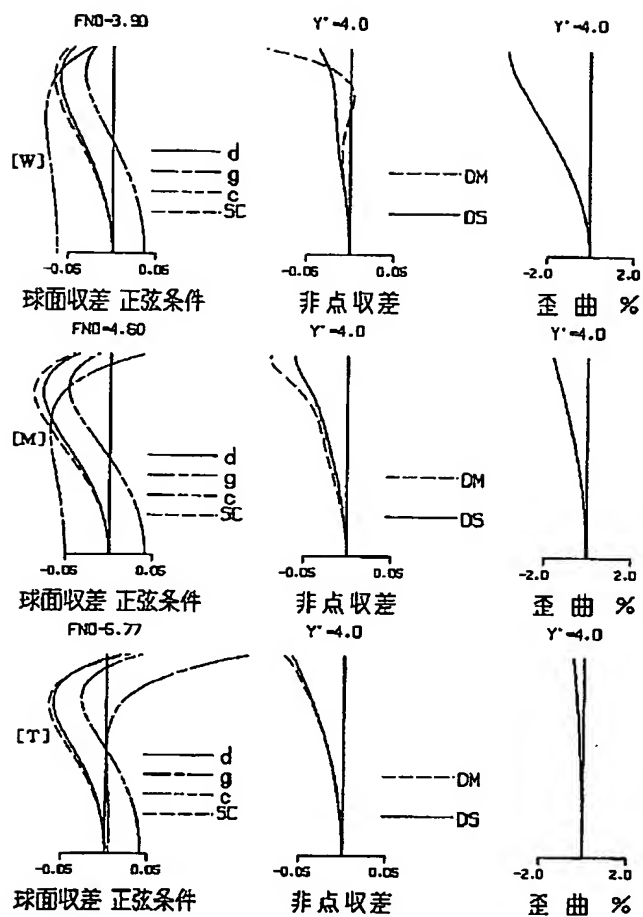 FNO=3.90 Y'=4.0 Y'=4.0
[W]
d
g
c
SC
DM
DS
-0.05 0.05 -0.05 0.05 -2.0 2.0
球面収差 正弦条件 非点収差 歪 曲 %
FNO=4.60 Y'=4.0 Y'=4.0
[M]
d
g
c
SC
DM
DS
-0.05 0.05 -0.05 0.05 -2.0 2.0
球面収差 正弦条件 非点収差 歪 曲 %
FNO=5.77 Y'=4.0 Y'=4.0
[T]
d
g
c
SC
DM
DS
-0.05 0.05 -0.05 0.05 -2.0 2.0
球面収差 正弦条件 非点収差 歪 曲 %